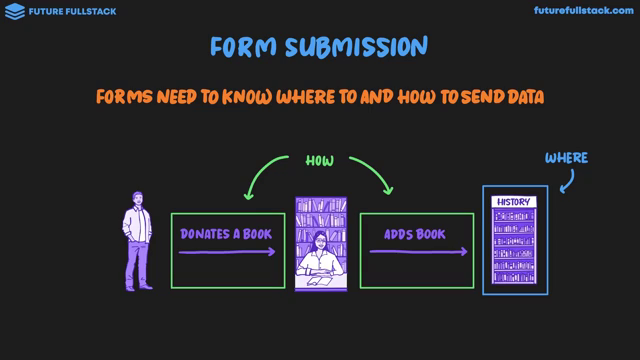 FUTURE FULLSTACK
futurefullstack.com
FORM SUBMISSION
FORMS NEED TO KNOW WHERE TO AND HOW TO SEND DATA
HOW
WHERE
HISTORY
DONATES A BOOK
ADDS BOOK